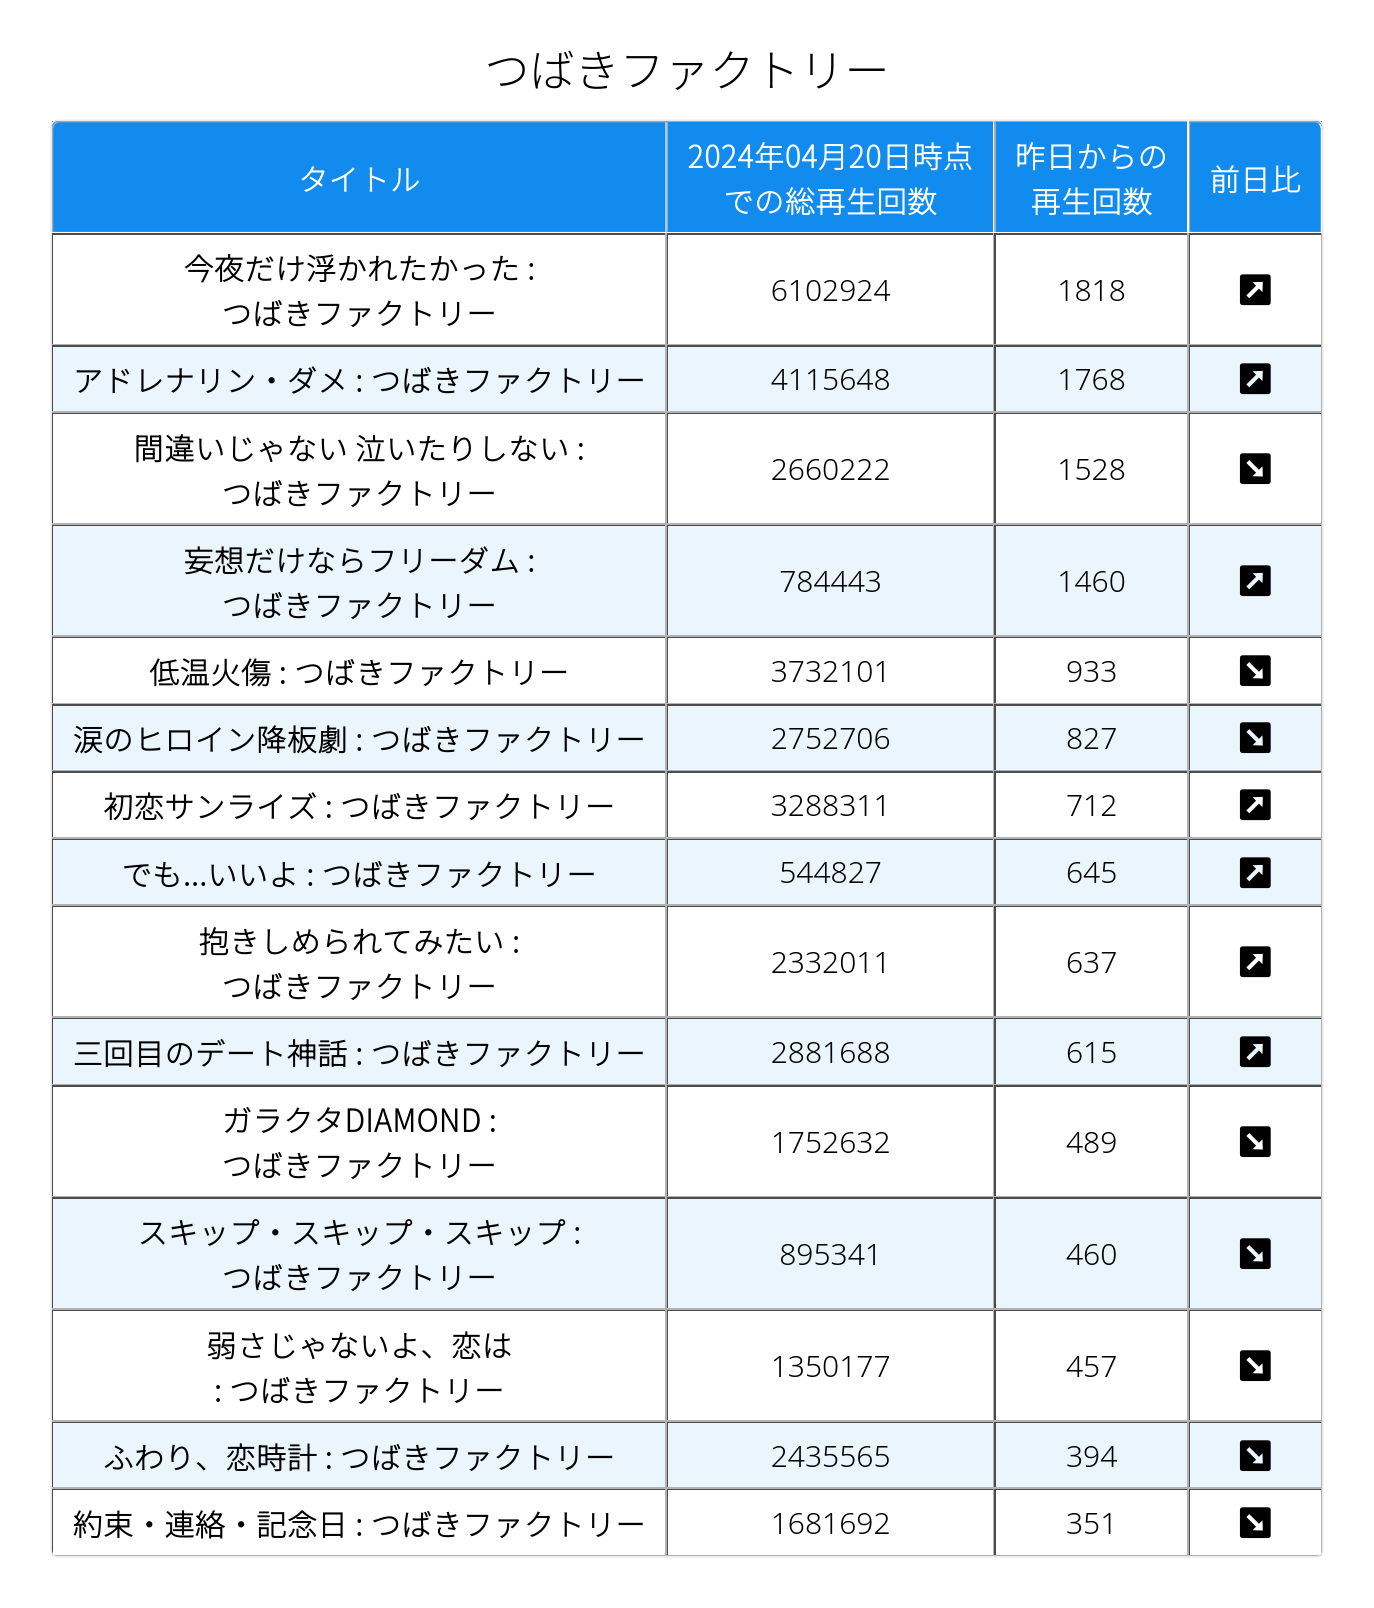 つばきファクトリー
タイトル
2024年04月20日時点
での総再生回数
昨日からの
再生回数
前日比
今夜だけ浮かれたかった :
つばきファクトリー
6102924
1818
アドレナリン・ダメ : つばきファクトリー
4115648
1768
間違いじゃない 泣いたりしない :
つばきファクトリー
2660222
1528
妄想だけならフリーダム :
つばきファクトリー
784443
1460
低温火傷 : つばきファクトリー
3732101
933
涙のヒロイン降板劇 : つばきファクトリー
2752706
827
初恋サンライズ : つばきファクトリー
3288311
712
でも...いいよ : つばきファクトリー
544827
645
抱きしめられてみたい :
つばきファクトリー
2332011
637
三回目のデート神話 : つばきファクトリー
2881688
615
ガラクタDIAMOND :
つばきファクトリー
1752632
489
スキップ・スキップ・スキップ :
つばきファクトリー
895341
460
弱さじゃないよ、恋は
: つばきファクトリー
1350177
457
ふわり、恋時計 : つばきファクトリー
2435565
394
約束・連絡・記念日 : つばきファクトリー
1681692
351